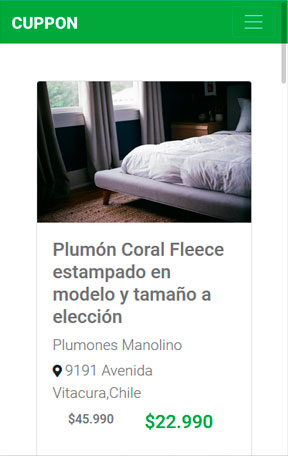 CUPPON
Plumón Coral Fleece
estampado en
modelo y tamaño a
elección
Plumones Manolino
9191 Avenida
Vitacura,Chile
$45.990 $22.990